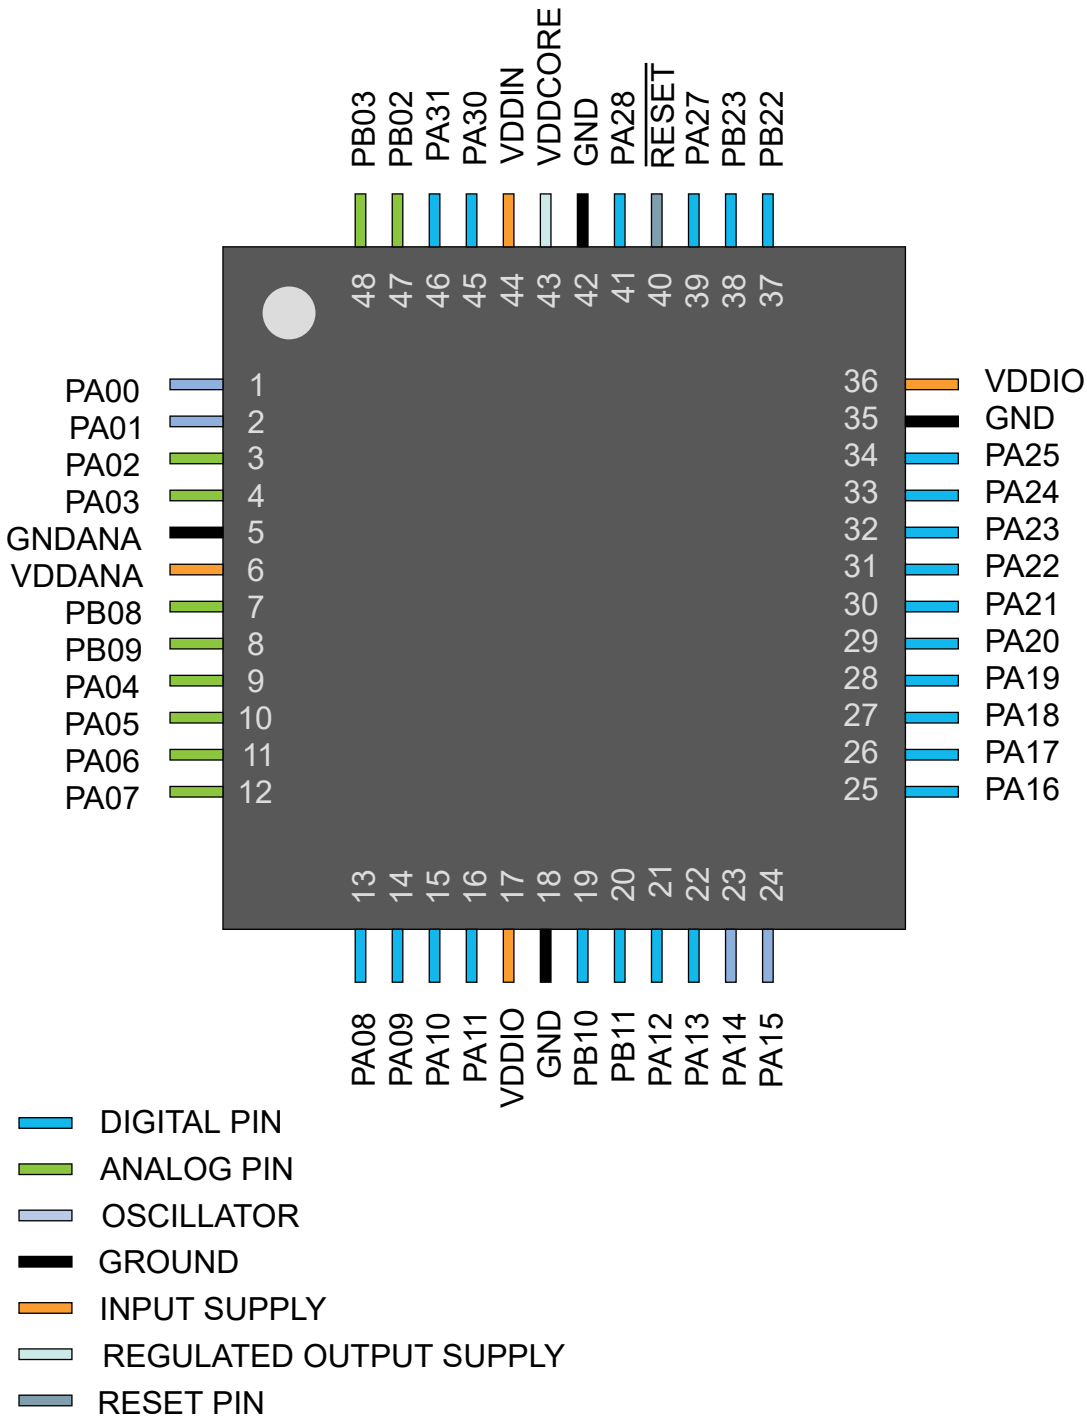 PB03
PB02
PA31
PA30
VDDIN
VDDCORE
GND
PA28
RESET
PA27
PB23
PB22
48
47
46
45
44
43
42
41
40
39
38
37
PA00 1
PA01 2
PA02 3
PA03 4
GNDANA 5
VDDANA 6
PB08 7
PB09 8
PA04 9
PA05 10
PA06 11
PA07 12
36 VDDIO
35 GND
34 PA25
33 PA24
32 PA23
31 PA22
30 PA21
29 PA20
28 PA19
27 PA18
26 PA17
25 PA16
13
14
15
16
17
18
19
20
21
22
23
24
PA08
PA09
PA10
PA11
VDDIO
GND
PB10
PB11
PA12
PA13
PA14
PA15
DIGITAL PIN
ANALOG PIN
OSCILLATOR
GROUND
INPUT SUPPLY
REGULATED OUTPUT SUPPLY
RESET PIN